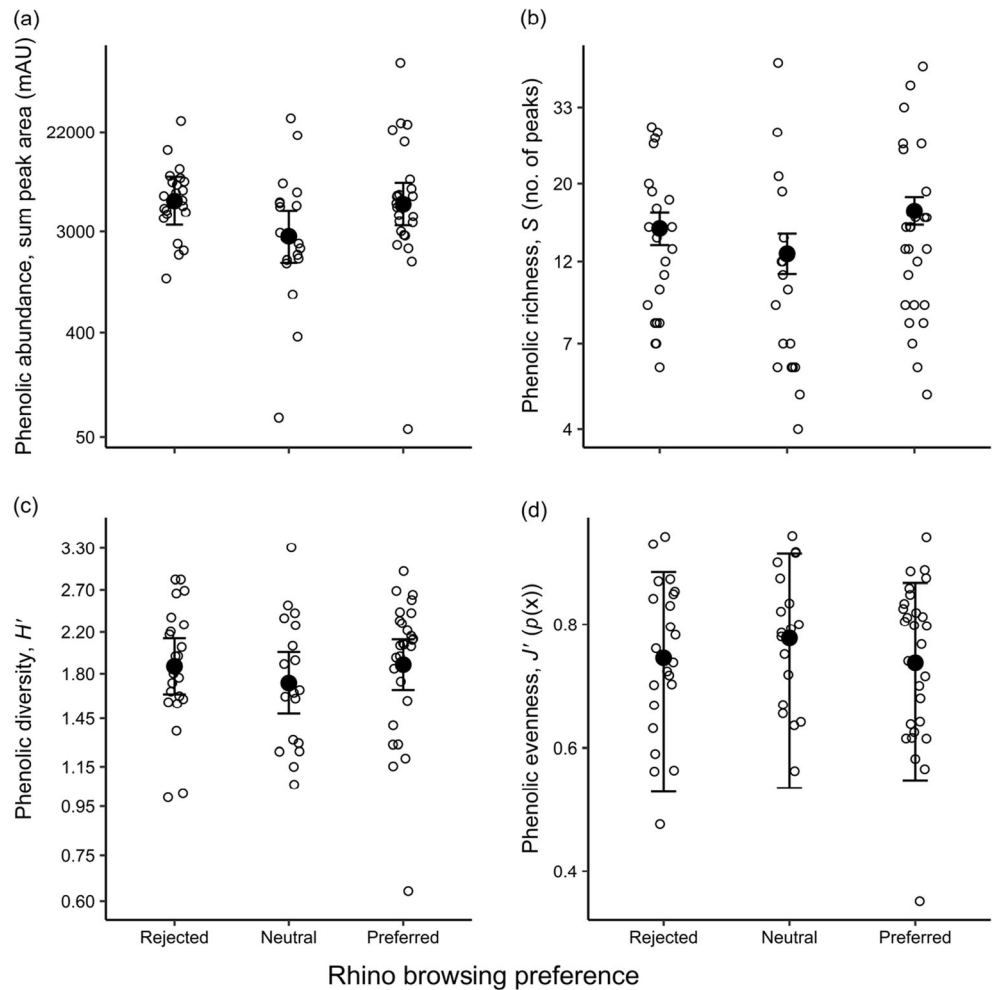 (a)
Phenolic abundance, sum peak area (mAU)
22000
3000
400
50
(b)
Phenolic richness, S (no. of peaks)
33
20
12
7
4
(c)
Phenolic diversity, H′
3.30
2.70
2.20
1.80
1.45
1.15
0.95
0.75
0.60
Rejected Neutral Preferred
(d)
Phenolic evenness, J′ (p(x))
0.8
0.6
0.4
Rejected Neutral Preferred
Rhino browsing preference